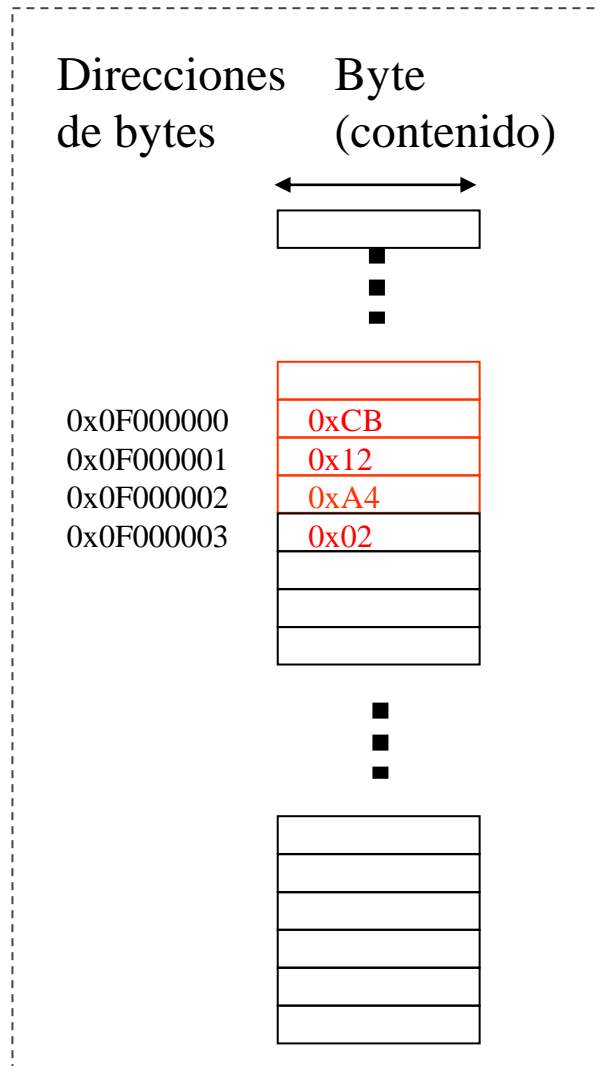 Direcciones Byte
de bytes (contenido)
0x0F000000 0xCB
0x0F000001 0x12
0x0F000002 0xA4
0x0F000003 0x02